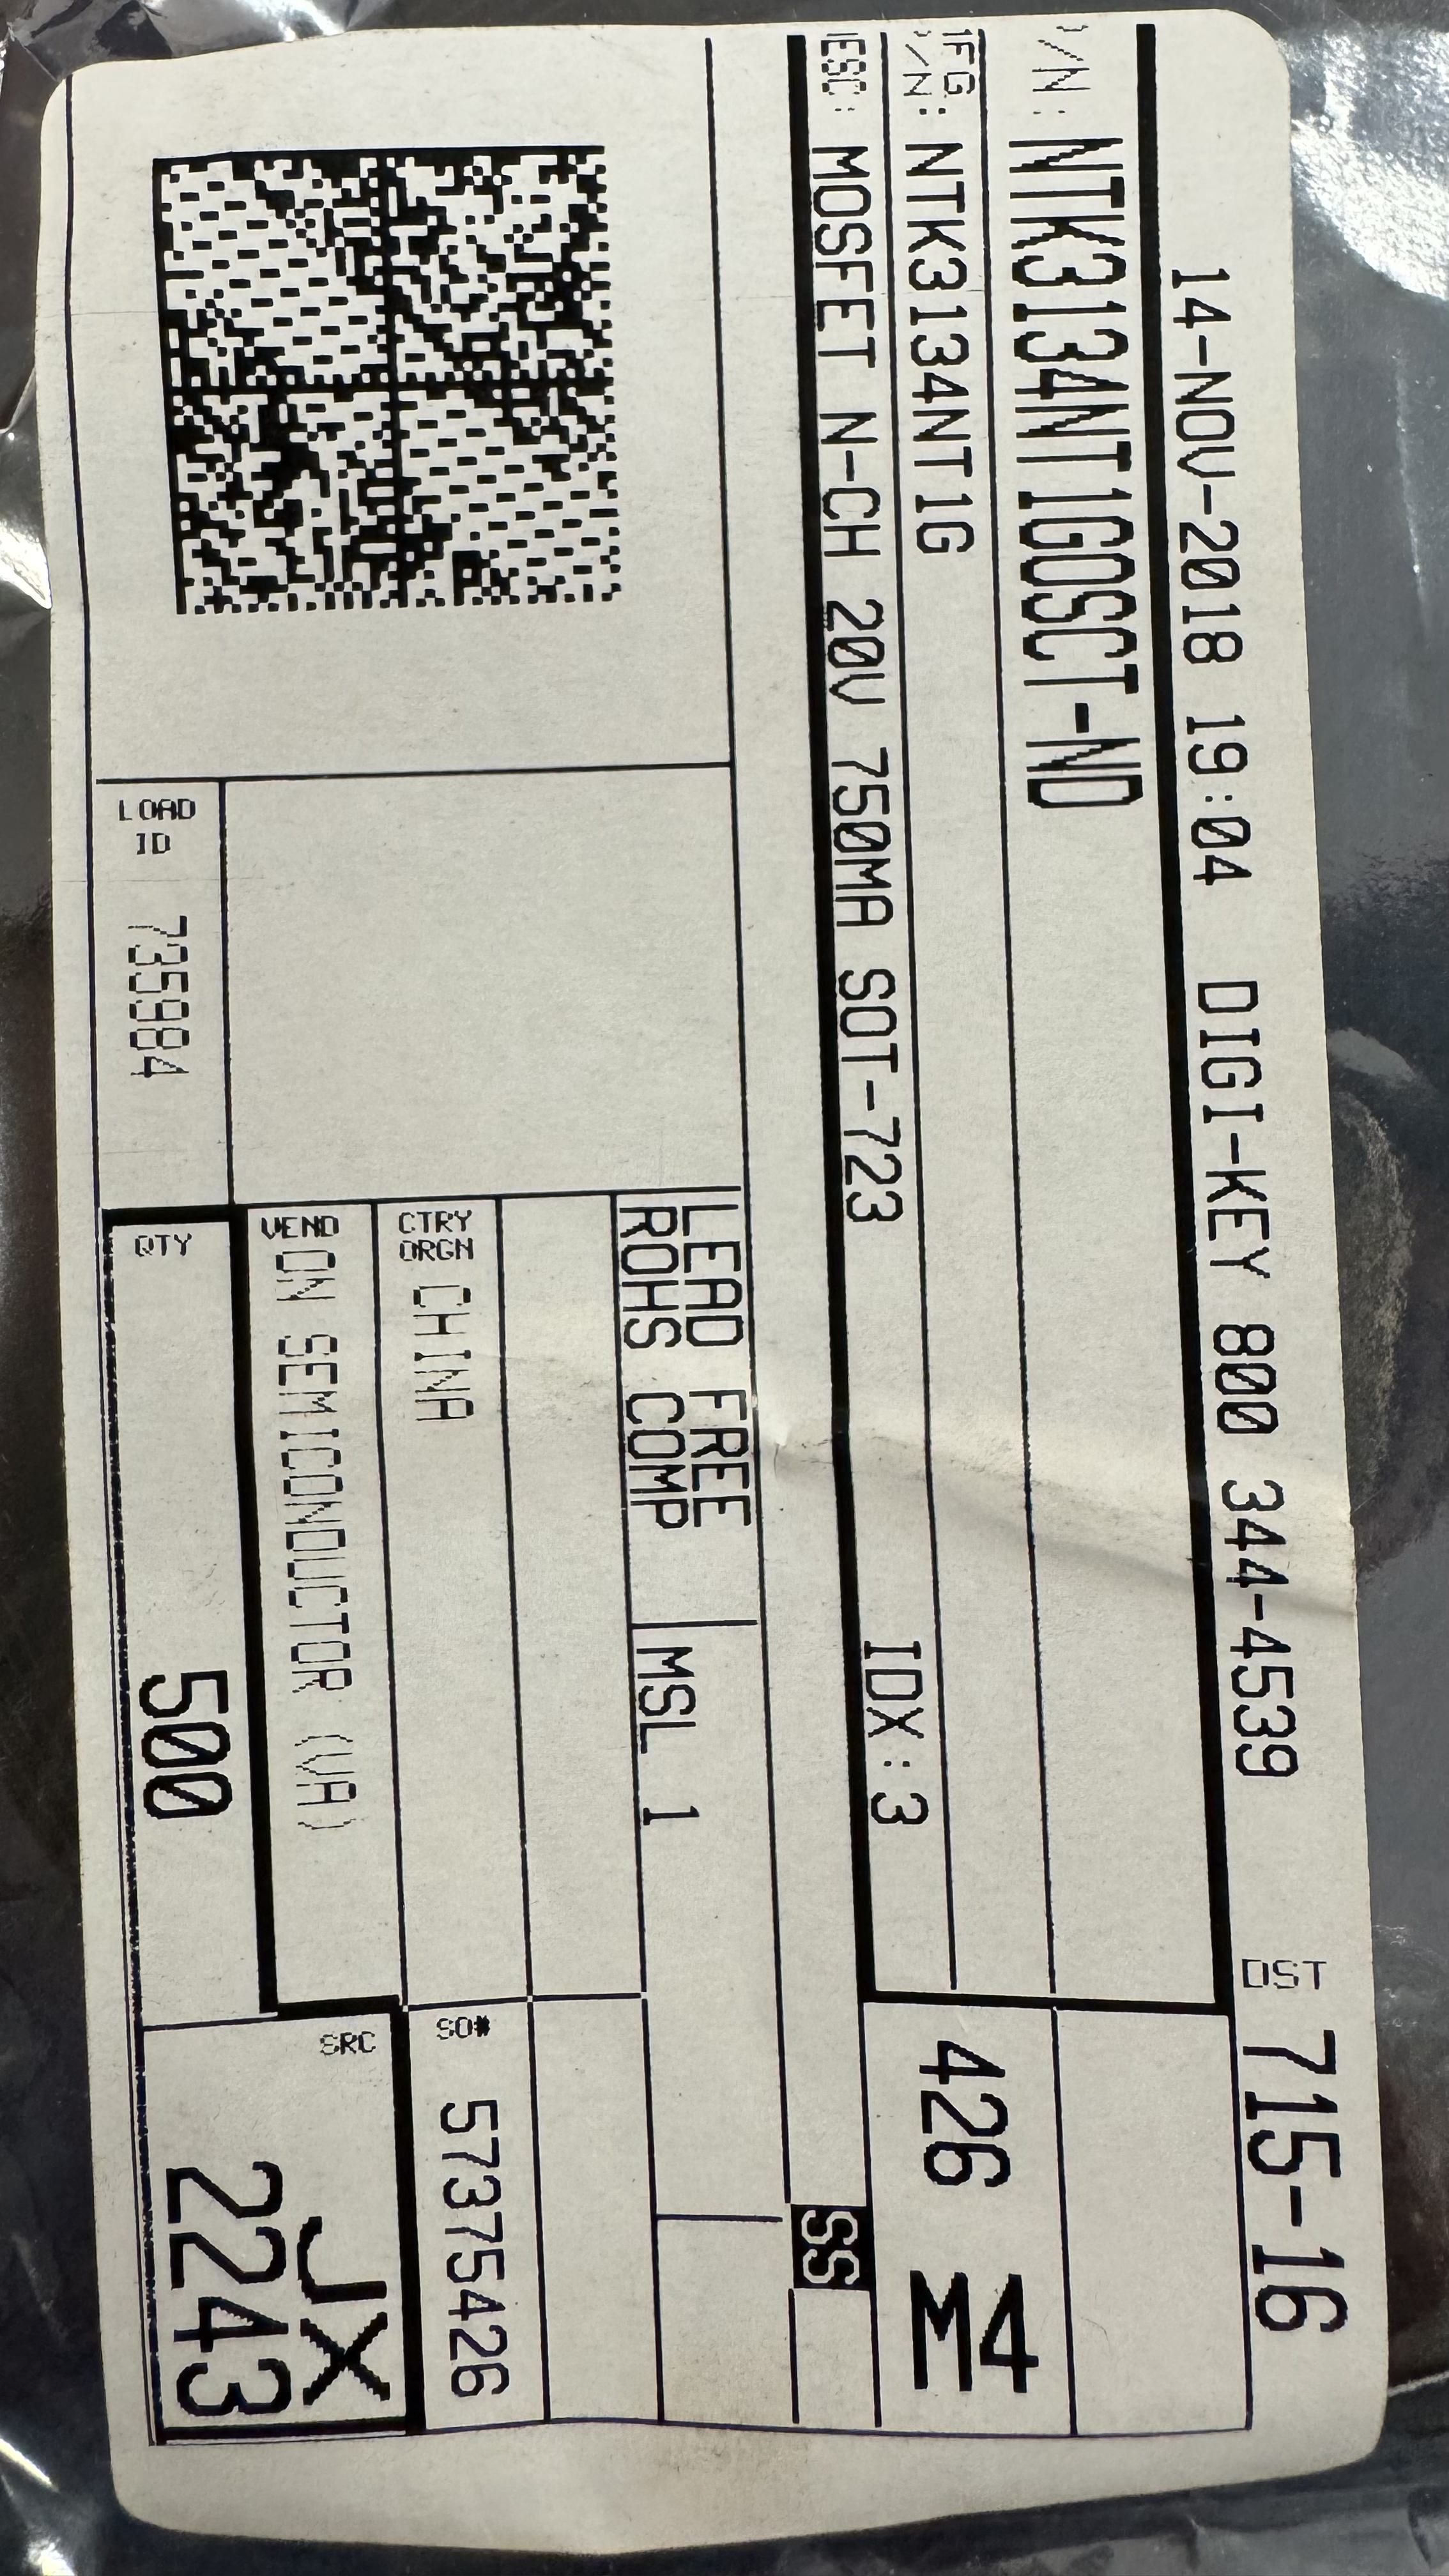 14-NOV-2018 19:04 DIGI-KEY 800 344-4539 DST 715-16
/N: NTK3134NT1GOSCT-ND
/N: NTK3134NT1G
426 M4
MOSFET N-CH 20V 750MA SOT-723 IDX:3
SS
LEAD FREE
ROHS COMP MSL 1
CTRY
ORGN CHINA
SO# 57375426
VEND ON SEMICONDUCTOR (VA)
SRC JX
2243
LOAD
ID 735984
QTY 500